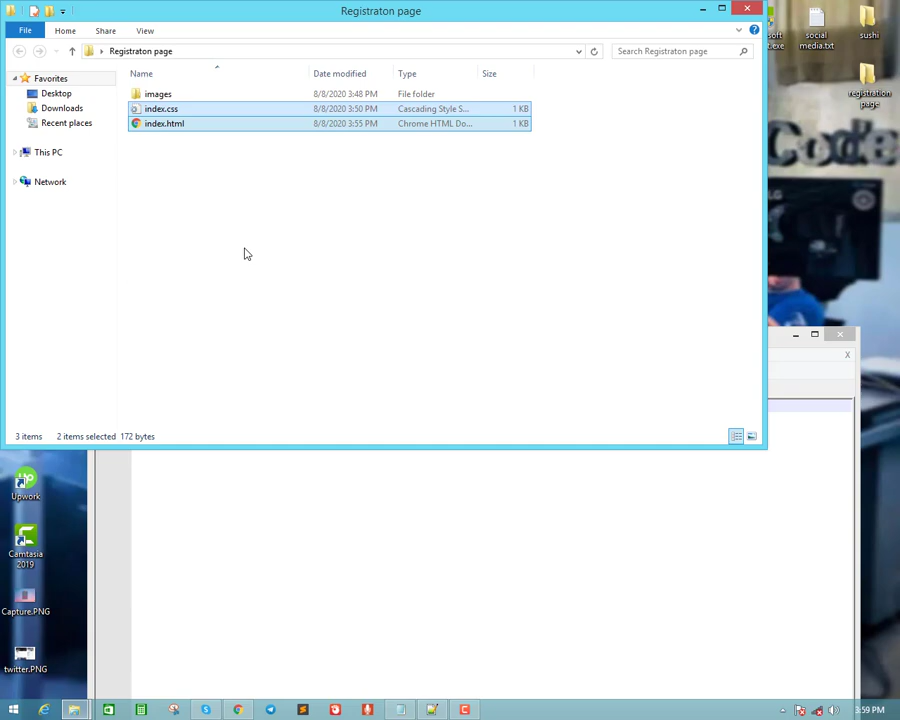 Registraton page
File Home Share View
Registraton page
Search Registraton page
Favorites
Desktop
Downloads
Recent places
This PC
Network
Name Date modified Type Size
images 8/8/2020 3:48 PM File folder
index.css 8/8/2020 3:50 PM Cascading Style S... 1 KB
index.html 8/8/2020 3:55 PM Chrome HTML Do... 1 KB
3 items 2 items selected 172 bytes
social
media.txt
sushi
registration
page
Code
LG
X
up
Upwork
Camtasia
2019
Capture.PNG
twitter.PNG
3:59 PM